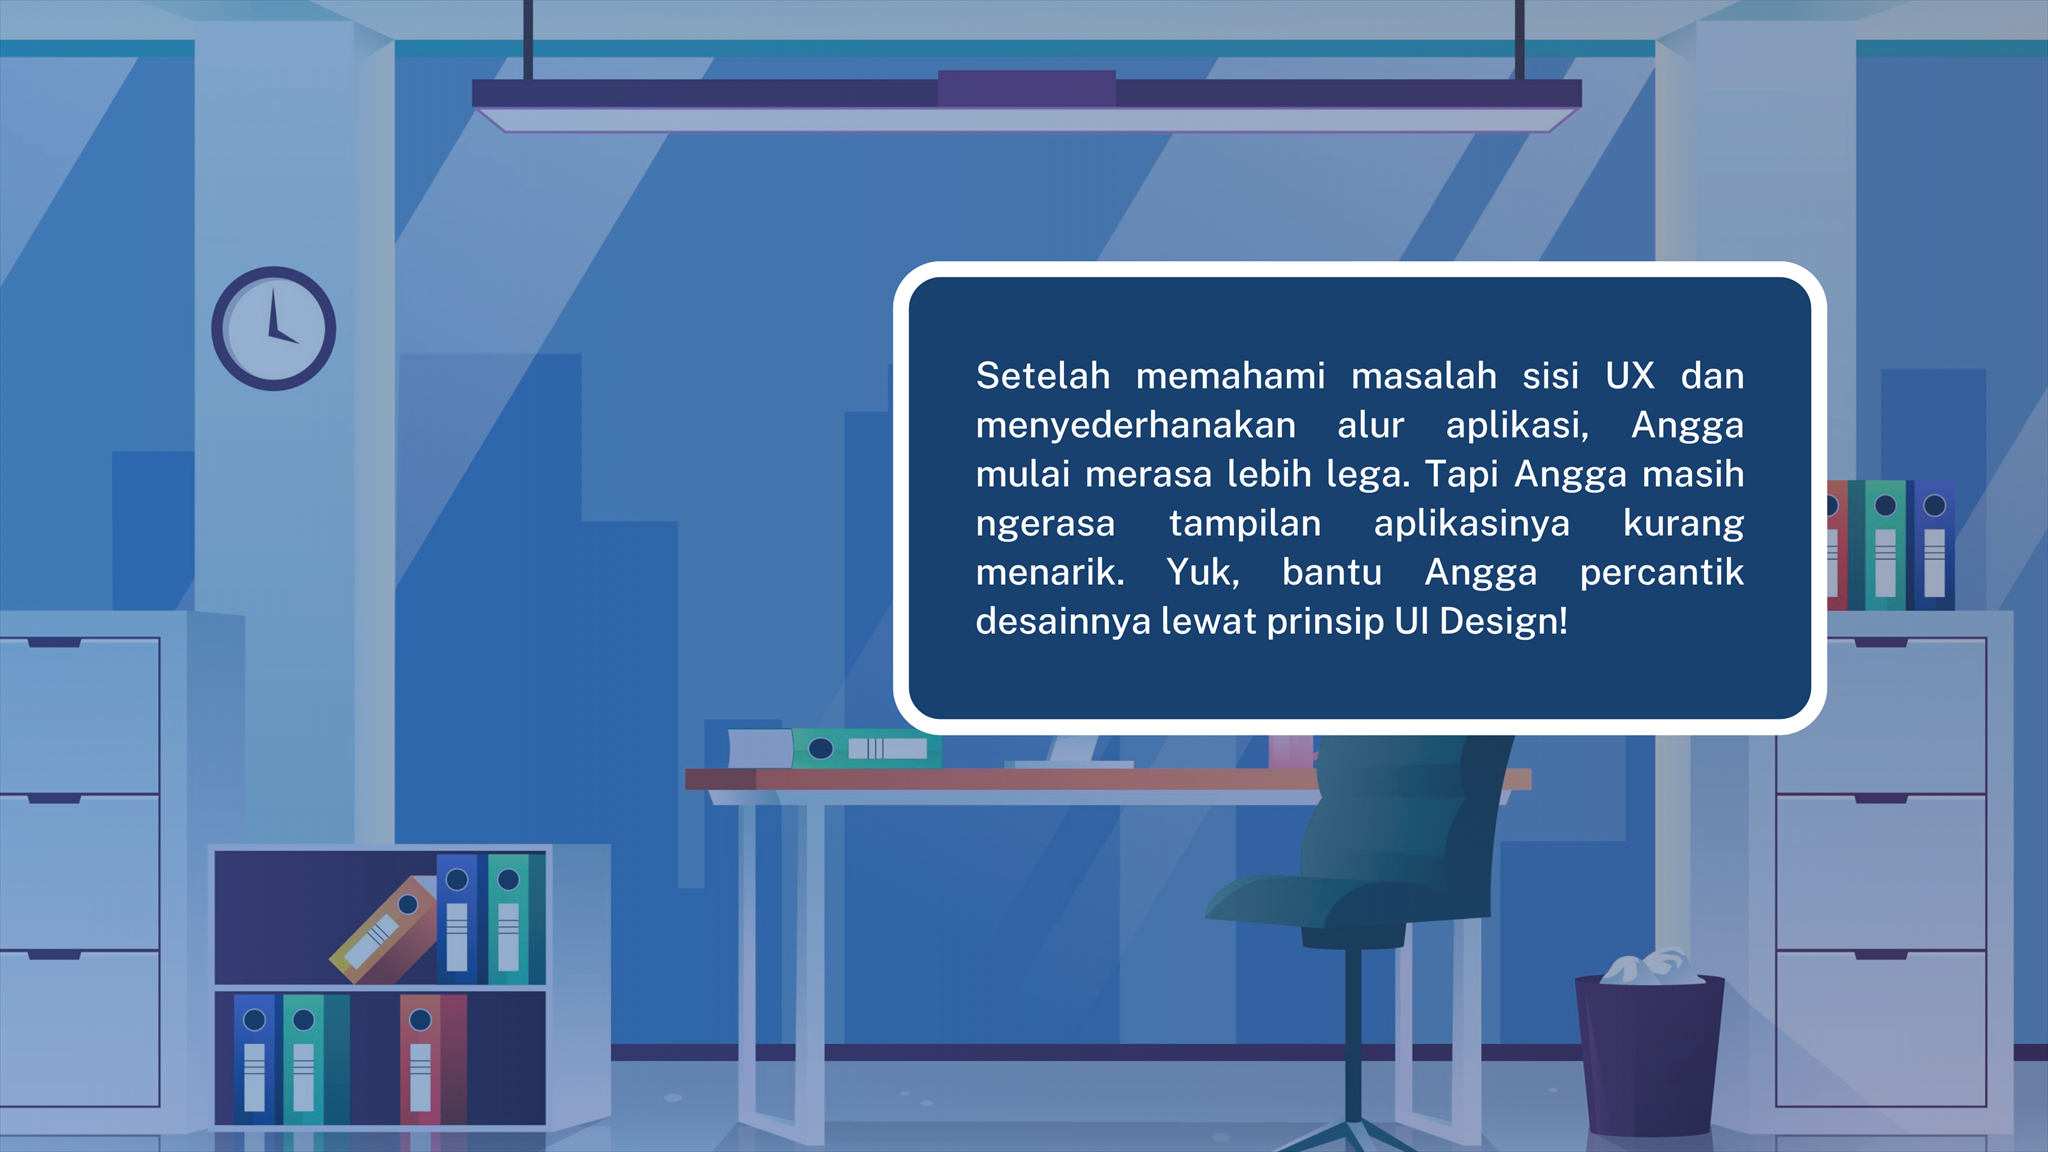 Setelah memahami masalah sisi UX dan
menyederhanakan alur aplikasi, Angga
mulai merasa lebih lega. Tapi Angga masih
ngerasa tampilan aplikasinya kurang
menarik. Yuk, bantu Angga percantik
desainnya lewat prinsip UI Design!